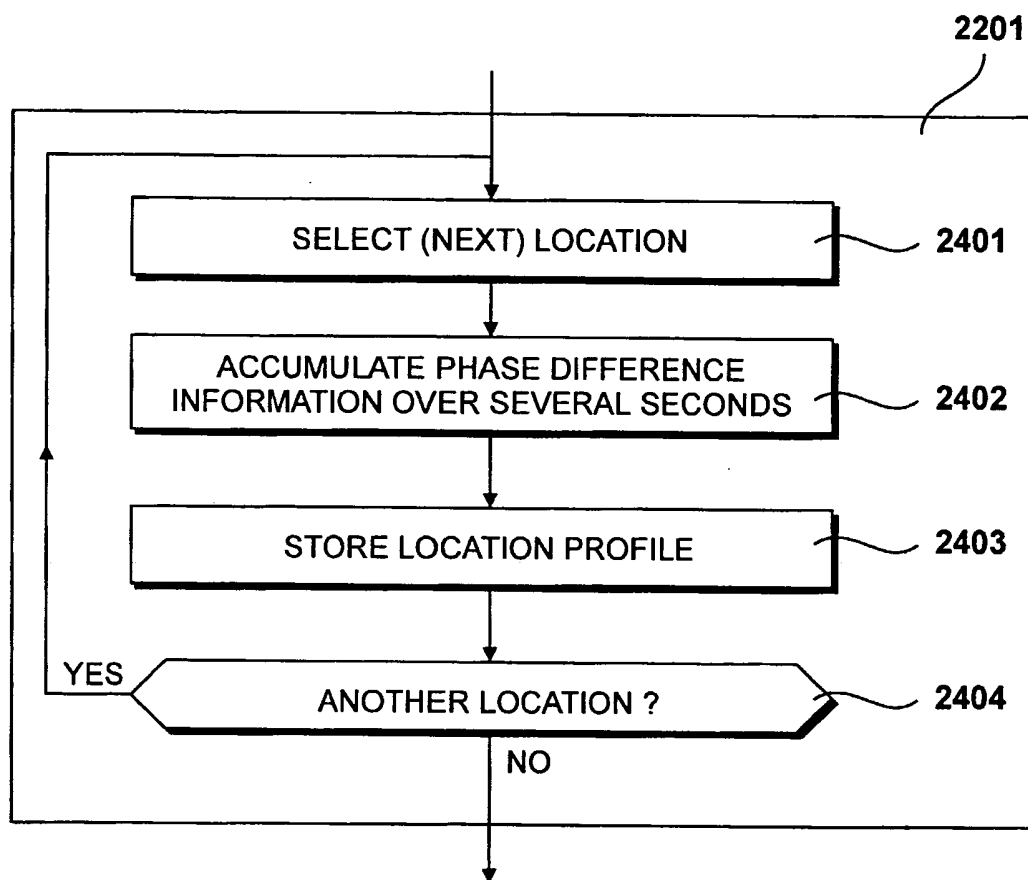 2201
SELECT (NEXT) LOCATION
2401
ACCUMULATE PHASE DIFFERENCE
INFORMATION OVER SEVERAL SECONDS
2402
STORE LOCATION PROFILE
2403
YES
ANOTHER LOCATION ?
2404
NO